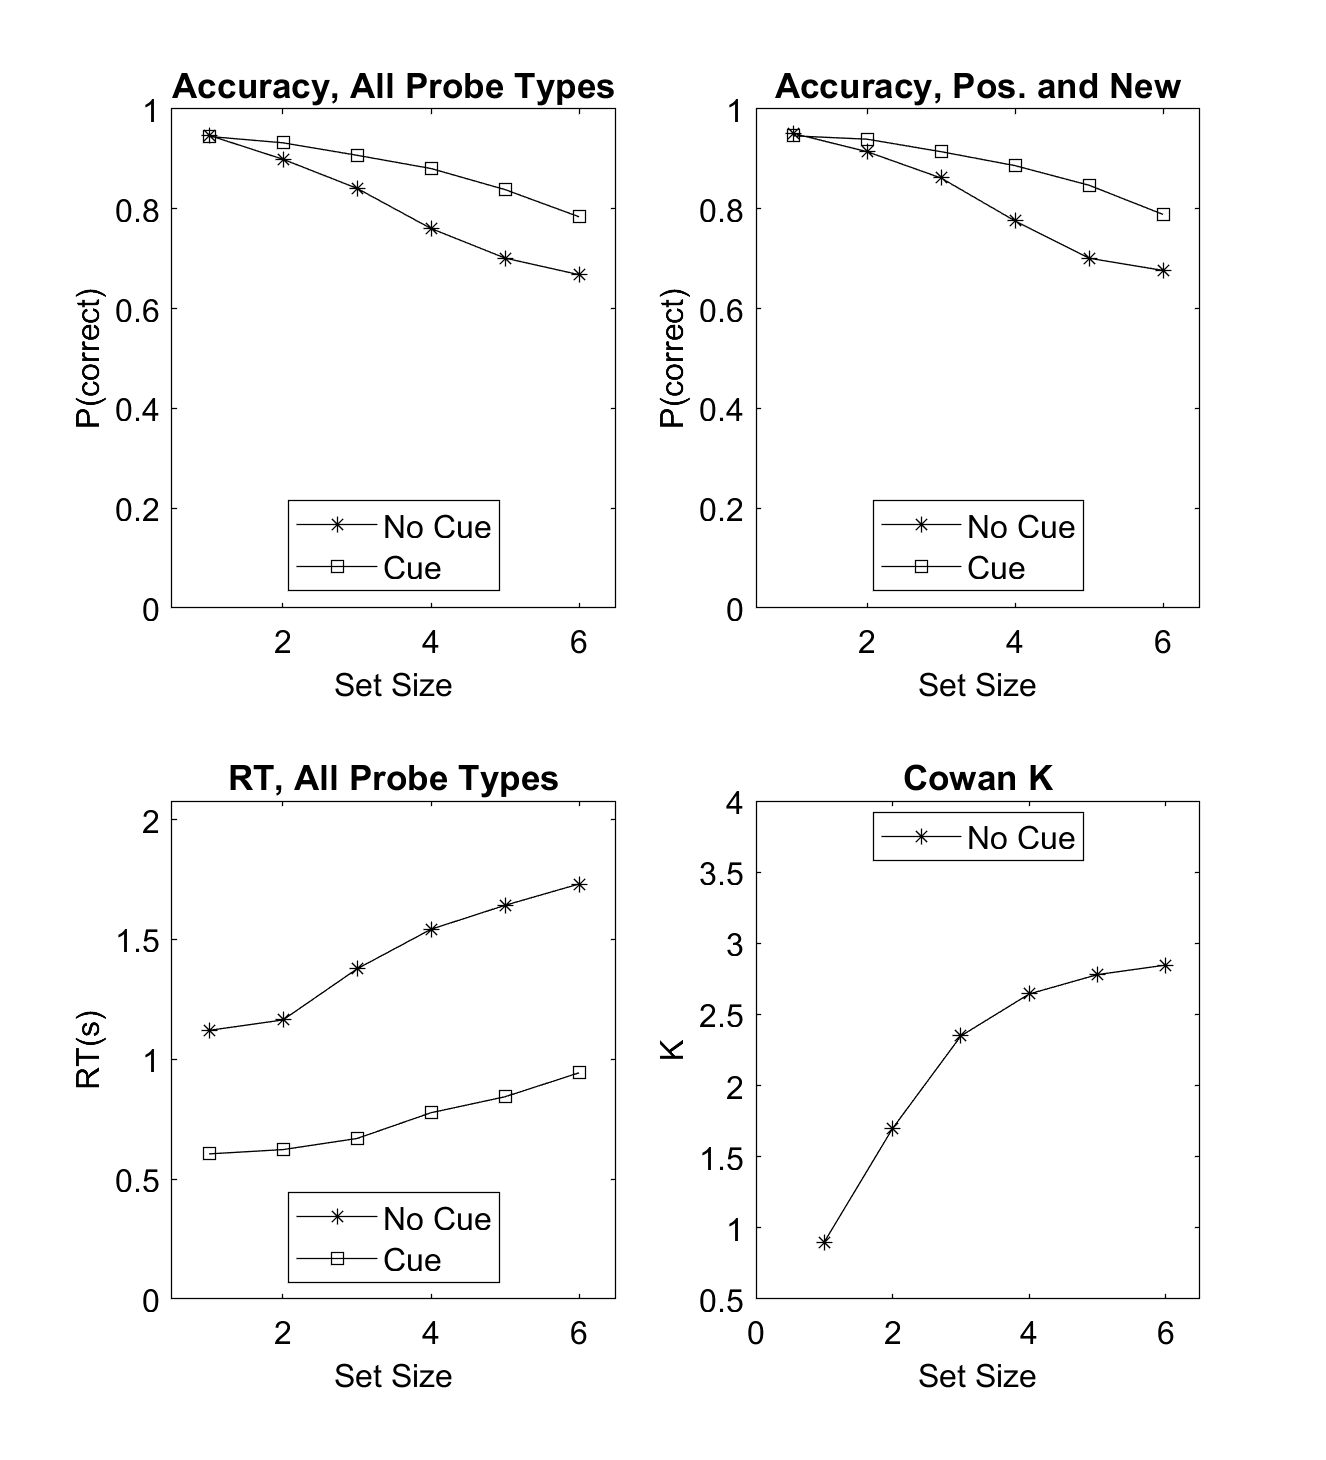 Accuracy, All Probe Types
1
0.8
0.6
0.4
0.2
0
P(correct)
No Cue
Cue
2 4 6
Set Size
Accuracy, Pos. and New
1
0.8
0.6
0.4
0.2
0
P(correct)
No Cue
Cue
2 4 6
Set Size
RT, All Probe Types
2
1.5
1
0.5
0
RT(s)
No Cue
Cue
2 4 6
Set Size
Cowan K
4
3.5
3
2.5
2
1.5
1
0.5
K
No Cue
0 2 4 6
Set Size